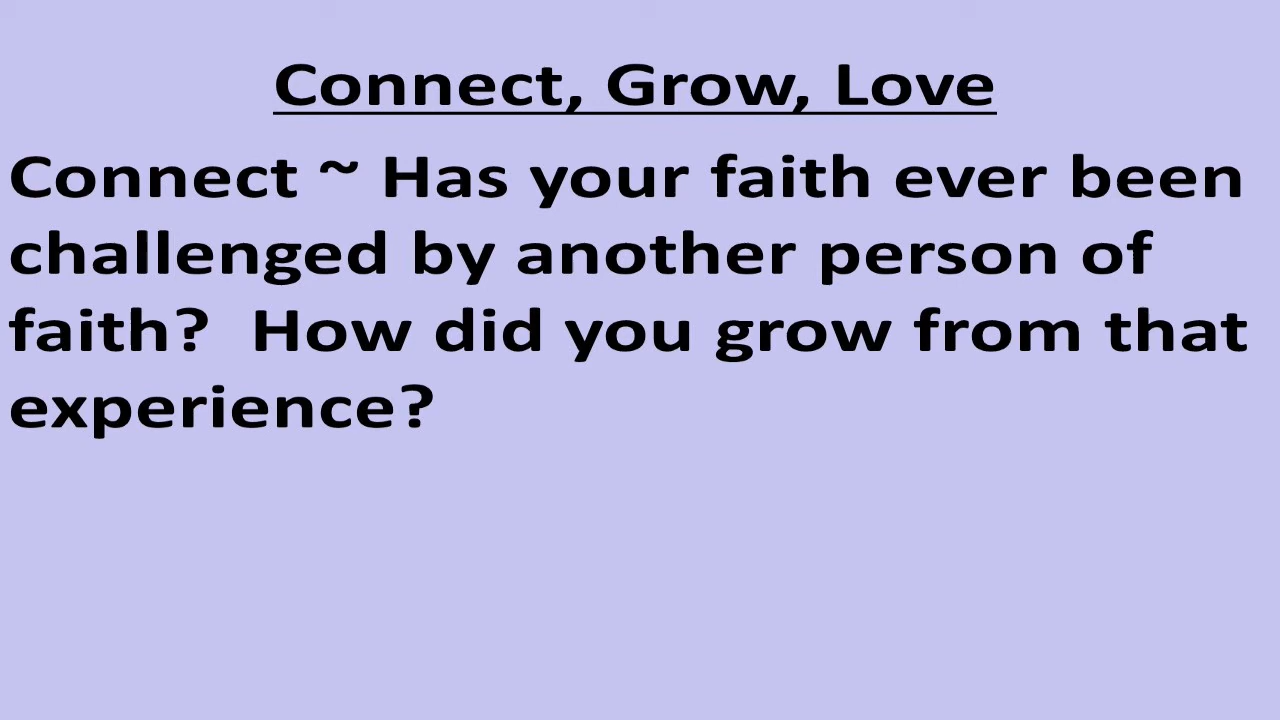 Connect, Grow, Love
Connect ~ Has your faith ever been
challenged by another person of
faith?  How did you grow from that
experience?